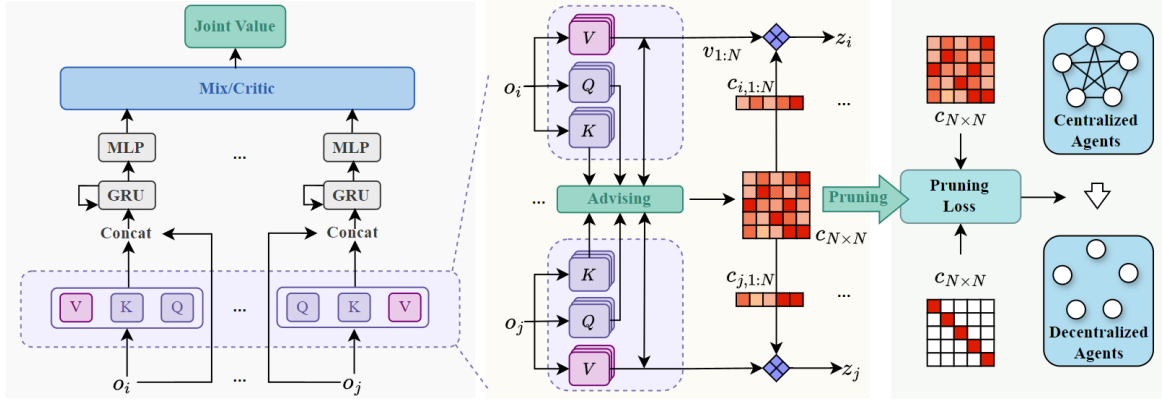 Joint Value
Mix/Critic
MLP
...
MLP
GRU
GRU
Concat
Concat
V K Q
...
Q K V
o_i
...
o_j
V
v_{1:N}
z_i
o_i
Q
c_{i,1:N}
...
K
...
Advising
c_{N×N}
K
c_{j,1:N}
...
o_j
Q
V
z_j
Pruning
c_{N×N}
Centralized
Agents
Pruning
Loss
c_{N×N}
Decentralized
Agents